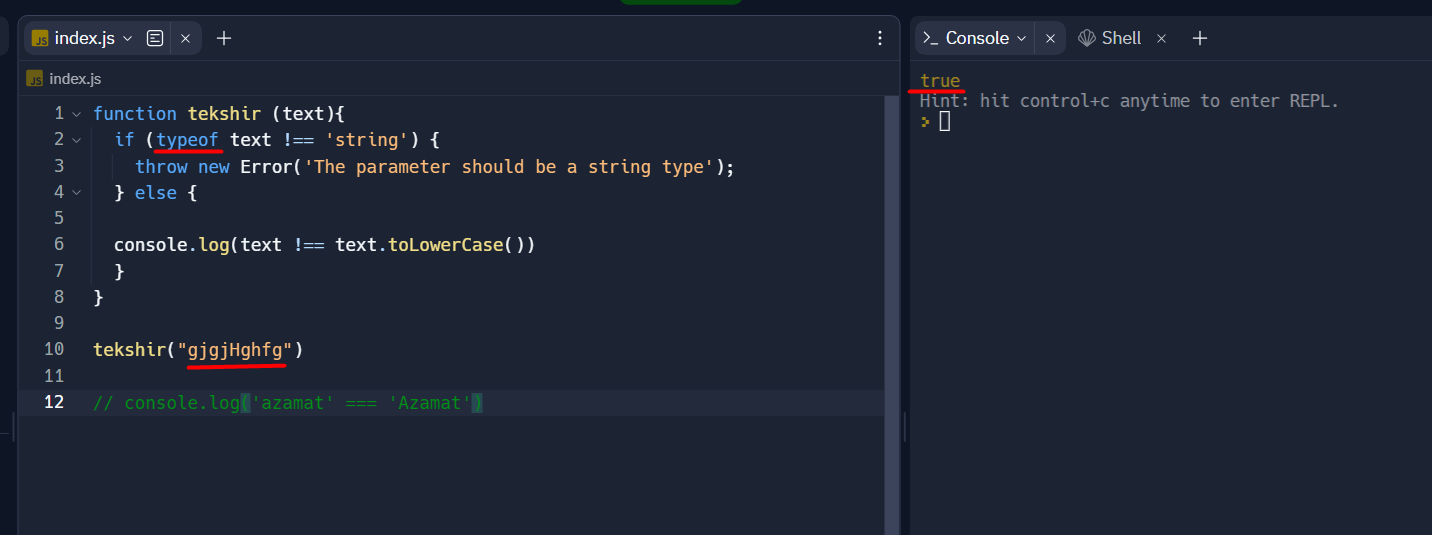 index.js
Console
Shell
index.js
true
Hint: hit control+c anytime to enter REPL.
1 function tekshir (text){
2 if (typeof text !== 'string') {
3 throw new Error('The parameter should be a string type');
4 } else {
5
6 console.log(text !== text.toLowerCase())
7 }
8 }
9
10 tekshir("gjgjHghfg")
11
12 // console.log('azamat' === 'Azamat')